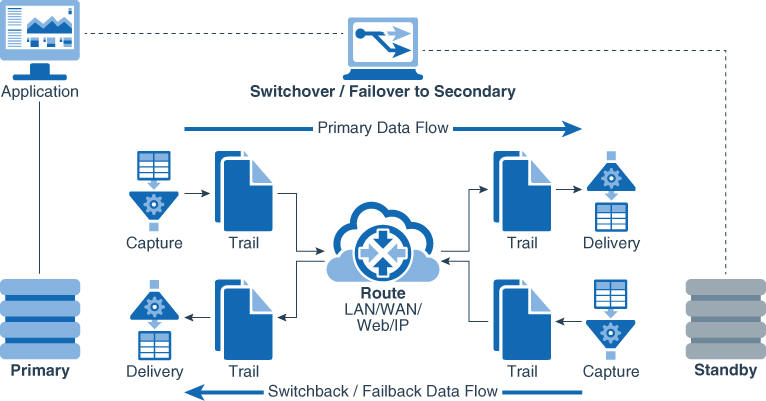 Application
Switchover / Failover to Secondary
Primary Data Flow
Capture
Trail
Trail
Delivery
Route
LAN/WAN/
Web/IP
Primary
Delivery
Trail
Trail
Capture
Standby
Switchback / Failback Data Flow